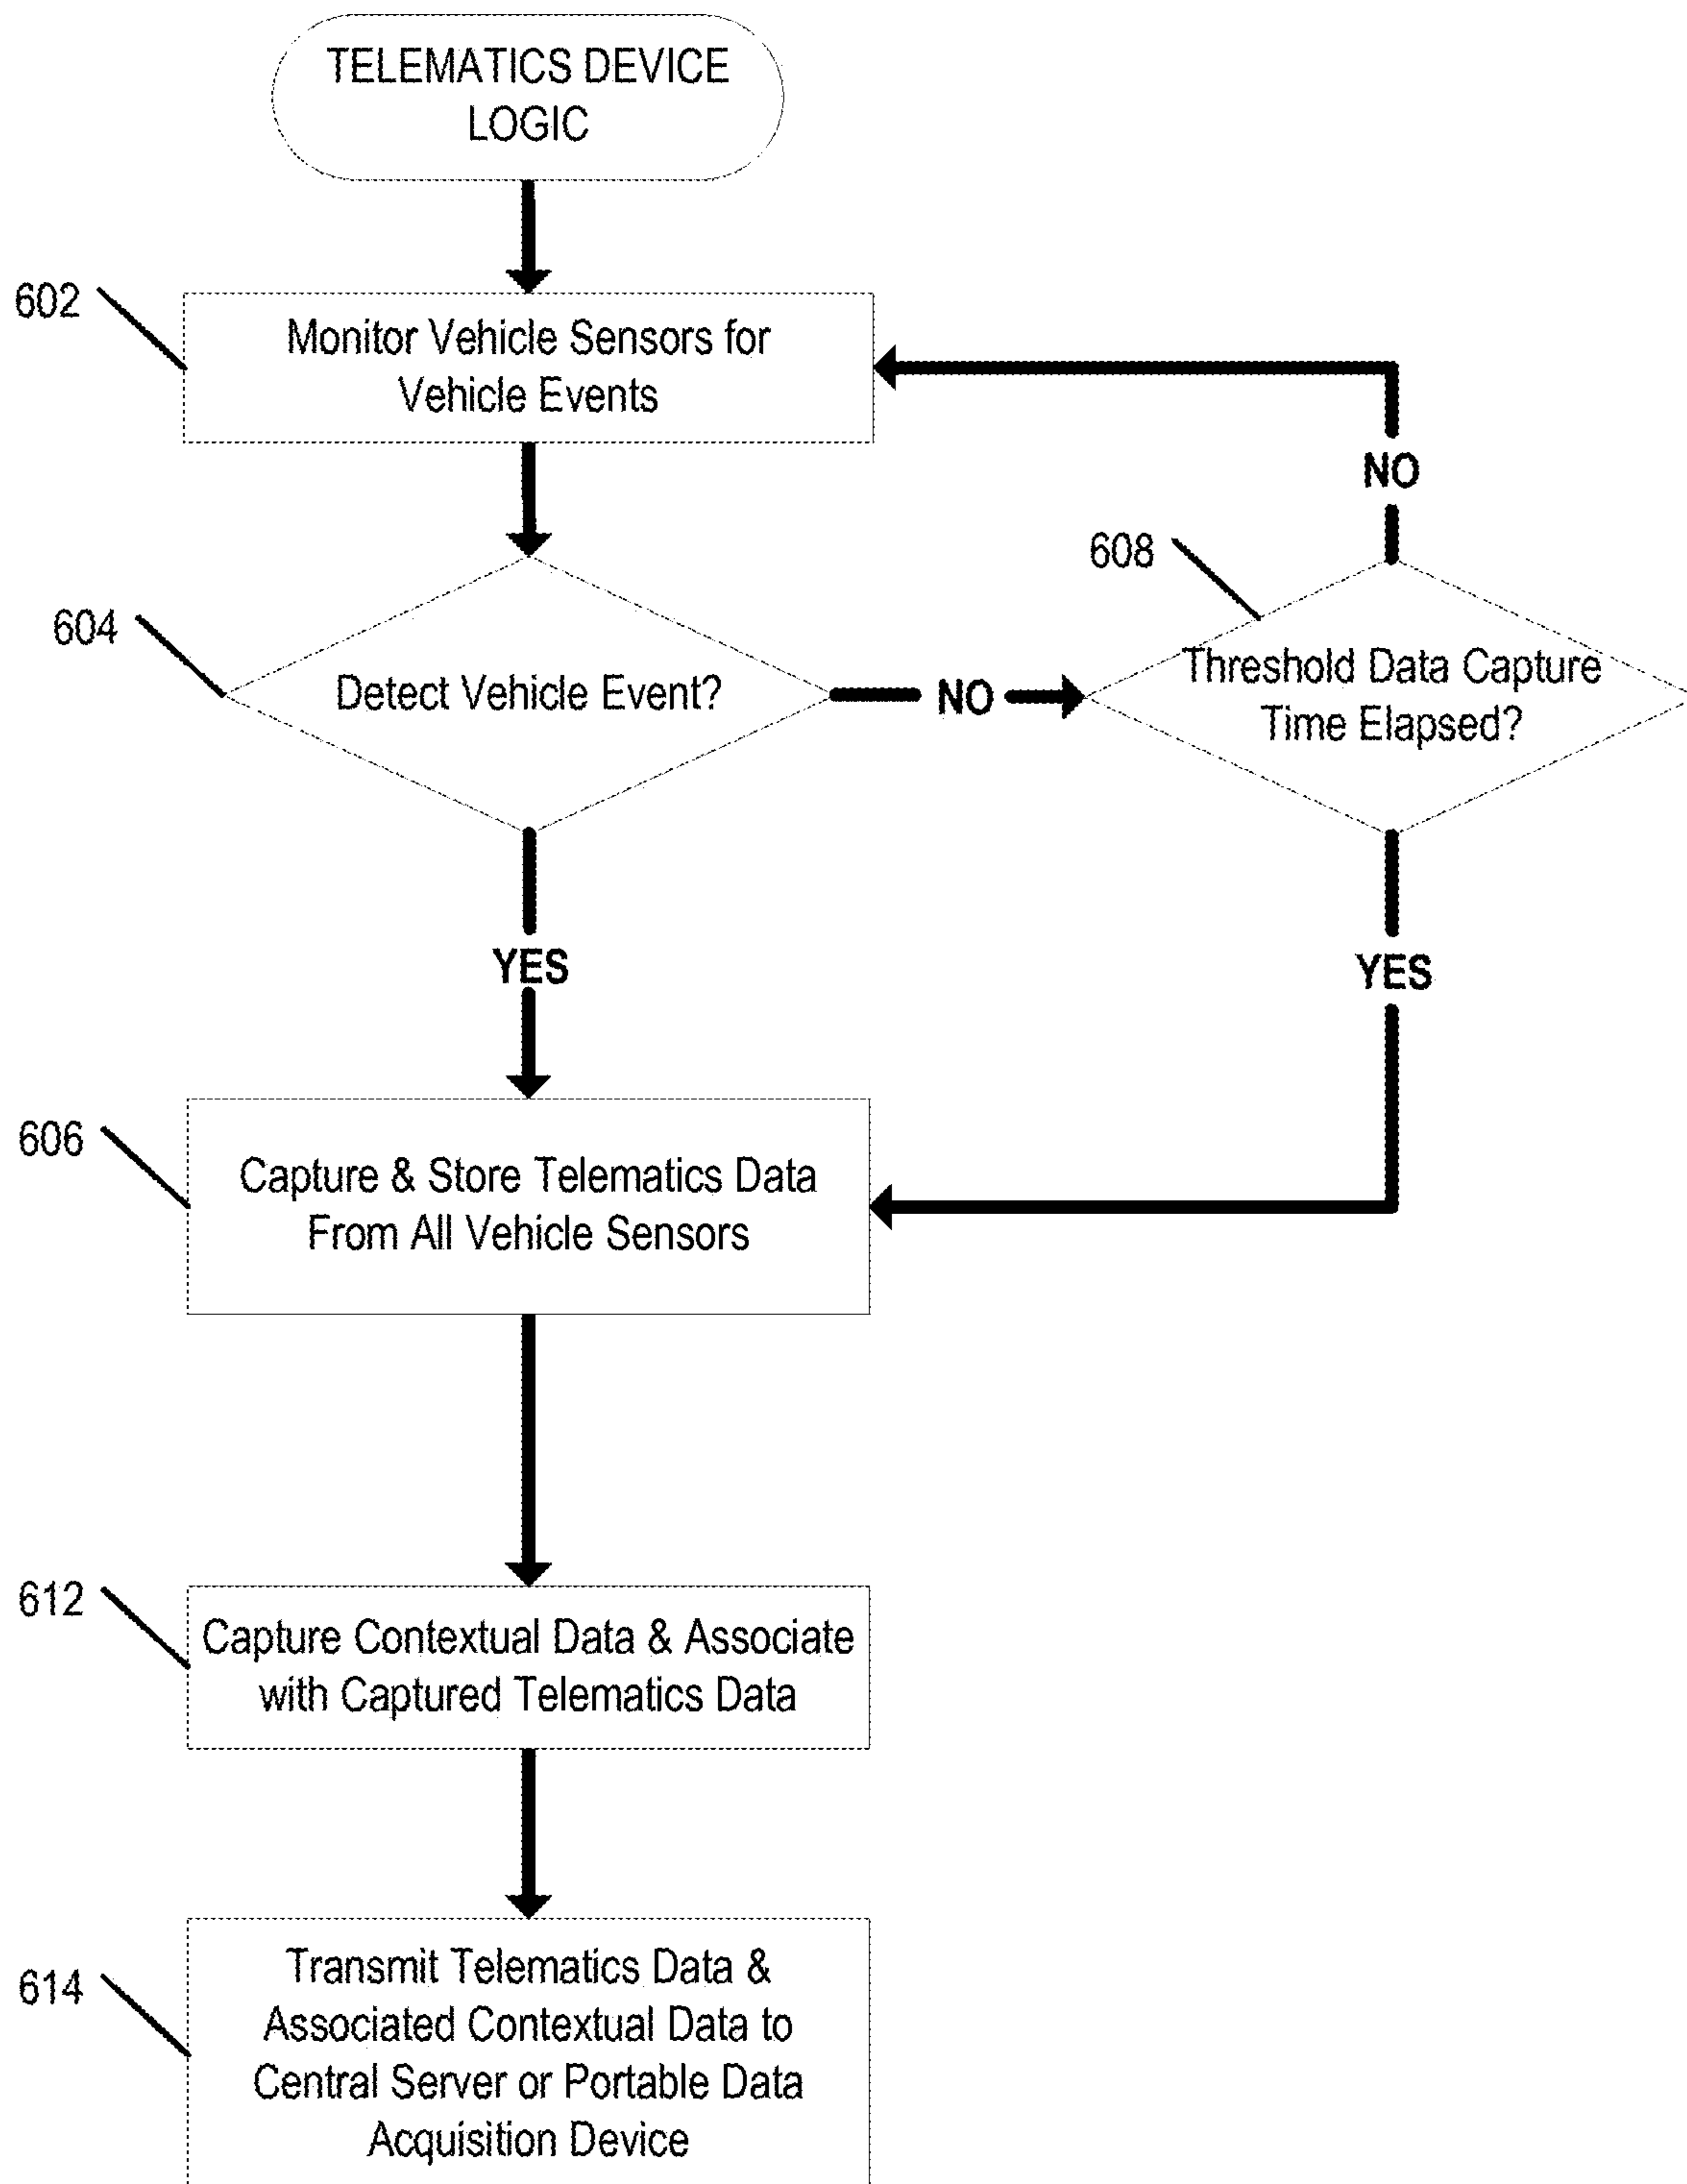 TELEMATICS DEVICE
LOGIC
602
Monitor Vehicle Sensors for
Vehicle Events
NO
608
604
Detect Vehicle Event?
NO
Threshold Data Capture
Time Elapsed?
YES
YES
606
Capture & Store Telematics Data
From All Vehicle Sensors
612
Capture Contextual Data & Associate
with Captured Telematics Data
614
Transmit Telematics Data &
Associated Contextual Data to
Central Server or Portable Data
Acquisition Device